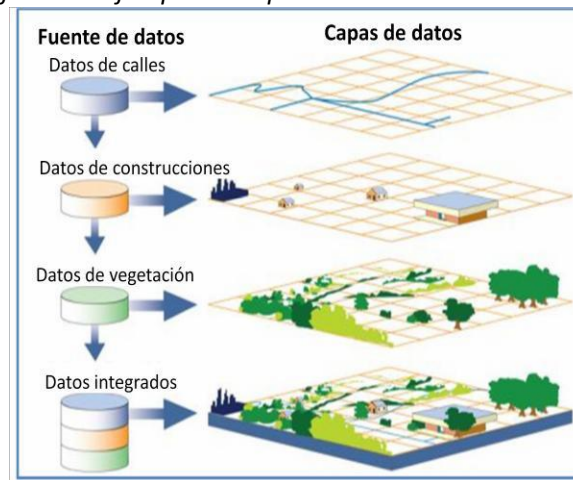 Fuente de datos
Capas de datos
Datos de calles
Datos de construcciones
Datos de vegetación
Datos integrados